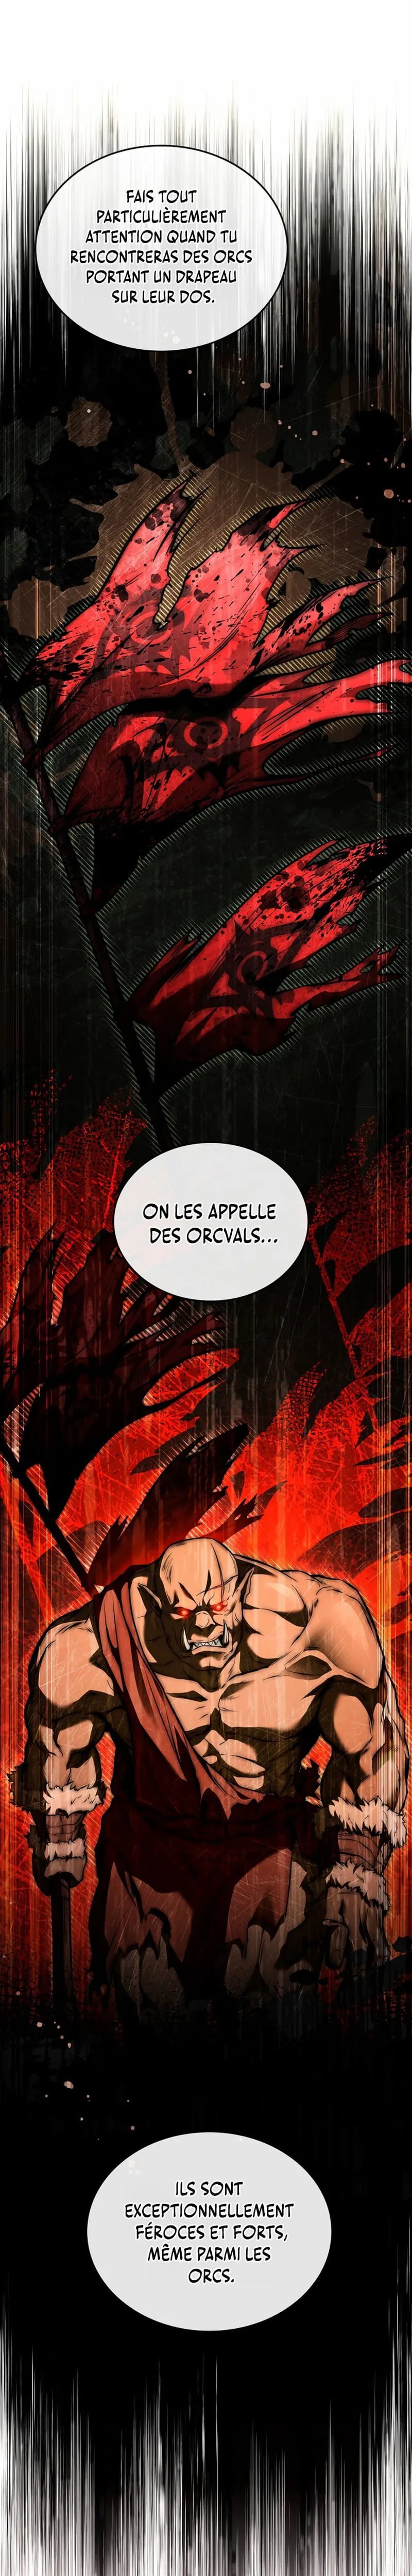 FAIS TOUT
PARTICULIÈREMENT
ATTENTION QUAND TU
RENCONTRERAS DES ORCS
PORTANT UN DRAPEAU
SUR LEUR DOS.
ON LES APPELLE
DES ORCVALS...
ILS SONT
EXCEPTIONNELLEMENT
FÉROCES ET FORTS,
MÊME PARMI LES
ORCS.